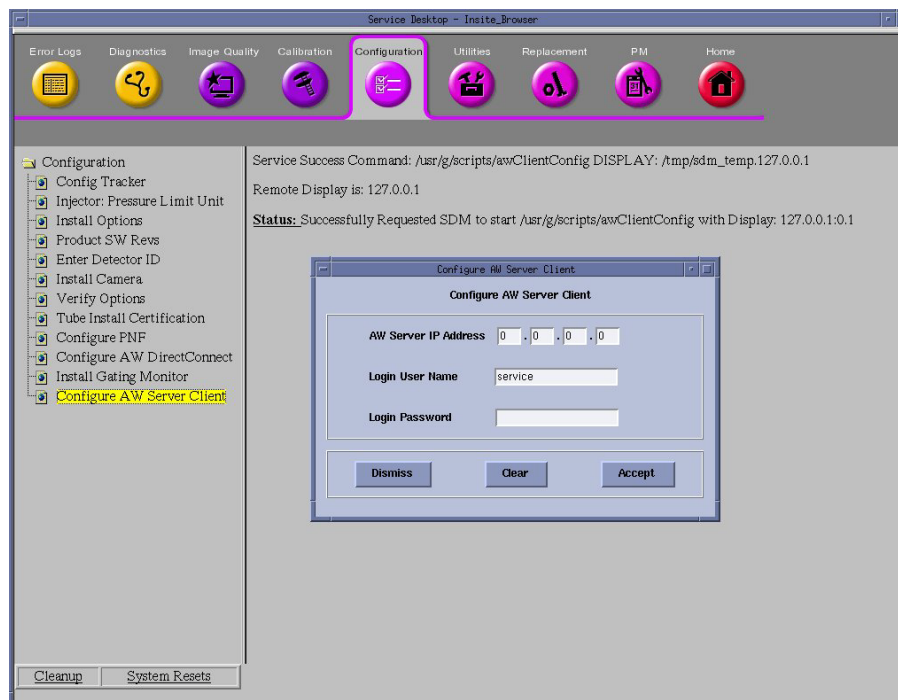 Service Desktop - Insite_Browser
Error Logs Diagnostics Image Quality Calibration Configuration Utilities Replacement PM Home
Configuration
Config Tracker
Injector: Pressure Limit Unit
Install Options
Product SW Revs
Enter Detector ID
Install Camera
Verify Options
Tube Install Certification
Configure PNF
Configure AW DirectConnect
Install Gating Monitor
Configure AW Server Client
Cleanup System Resets
Service Success Command: /usr/g/scripts/awClientConfig DISPLAY: /tmp/sdm_temp.127.0.0.1
Remote Display is: 127.0.0.1
Status: Successfully Requested SDM to start /usr/g/scripts/awClientConfig with Display: 127.0.0.1:0.1
Configure AW Server Client
Configure AW Server Client
AW Server IP Address 0 . 0 . 0 . 0
Login User Name service
Login Password
Dismiss Clear Accept